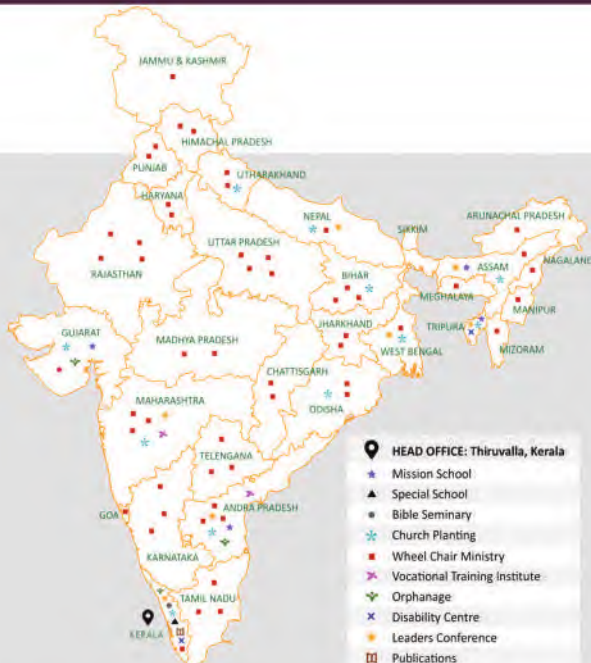 JAMMU & KASHMIR
HIMACHAL PRADESH
PUNJAB
UTHARAKHAND
HARYANA
NEPAL
SIKKIM
ARUNACHAL PRADESH
UTTAR PRADESH
RAJASTHAN
BIHAR
ASSAM
NAGALAND
MEGHALAYA
MANIPUR
GUJARAT
MADHYA PRADESH
JHARKHAND
TRIPURA
WEST BENGAL
MIZORAM
CHATTISGARH
MAHARASHTRA
ODISHA
TELENGANA
GOA
ANDRA PRADESH
KARNATAKA
TAMIL NADU
KERALA
HEAD OFFICE: Thiruvalla, Kerala
Mission School
Special School
Bible Seminary
Church Planting
Wheel Chair Ministry
Vocational Training Institute
Orphanage
Disability Centre
Leaders Conference
Publications